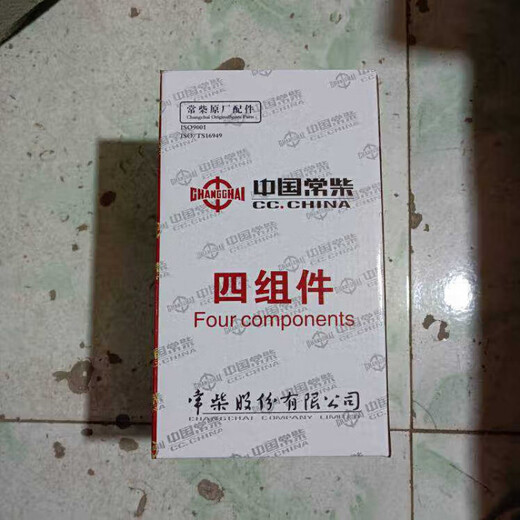 常柴原厂配件
Changchai Original Spare Parts
ISO9001
ISO/TS16949
CHANGCHAI
中国常柴
CC.CHINA
四组件
Four components
常柴股份有限公司
CHANGCHAI COMPANY LIMITED